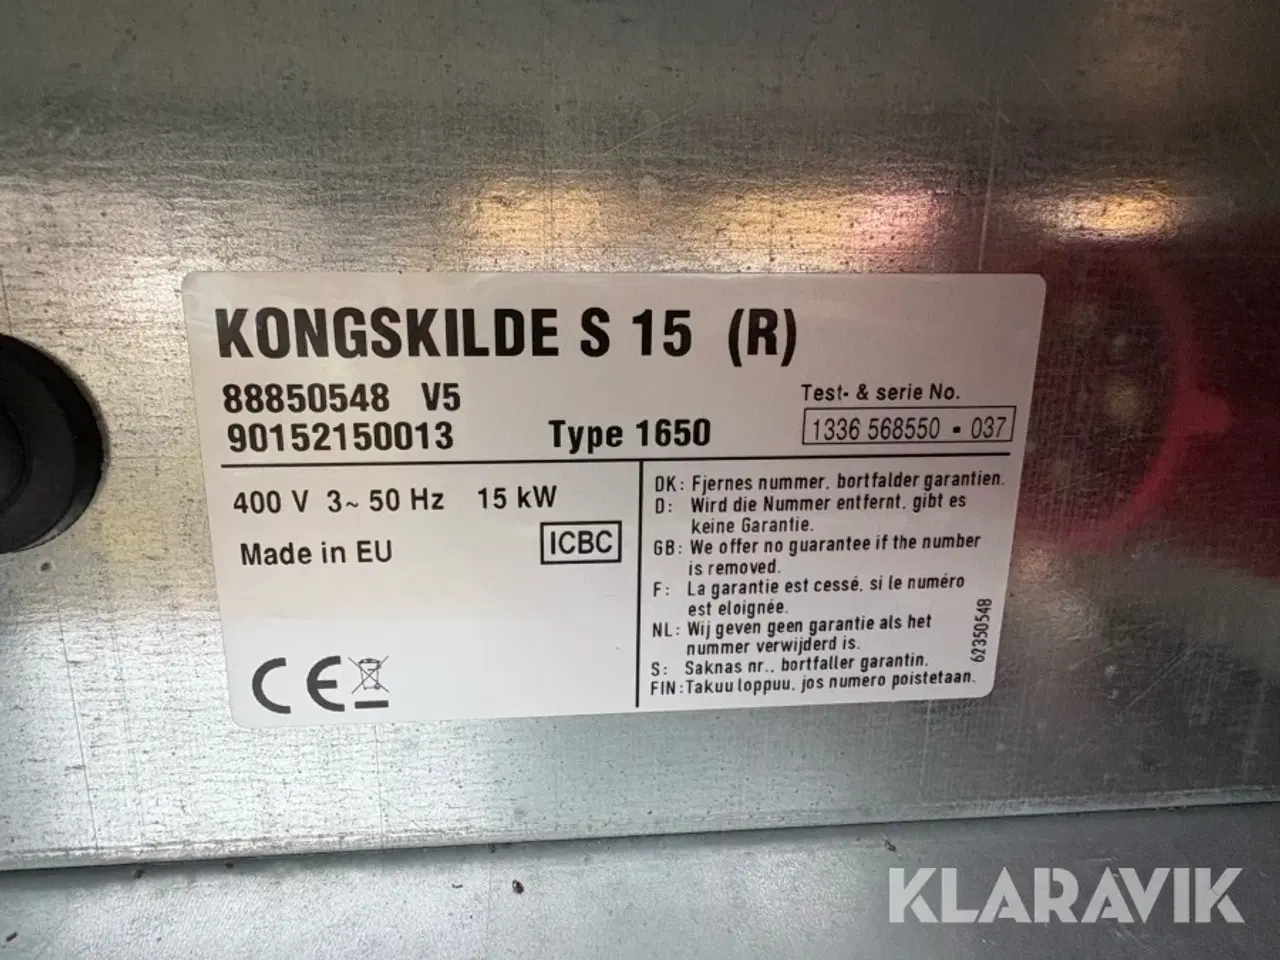 KONGSKILDE S 15 (R)
88850548 V5
90152150013 Type 1650
Test- & serie No.
1336 568550 - 037
400 V 3~ 50 Hz 15 kW
Made in EU
ICBC
CE
DK: Fjernes nummer, bortfalder garantien.
D: Wird die Nummer entfernt, gibt es
keine Garantie.
GB: We offer no guarantee if the number
is removed.
F: La garantie est cessé, si le numéro
est eloignée.
NL: Wij geven geen garantie als het
nummer verwijderd is.
S: Saknas nr., bortfaller garantin.
FIN: Takuu loppuu, jos numero poistetaan.
62350548
KLARAVIK